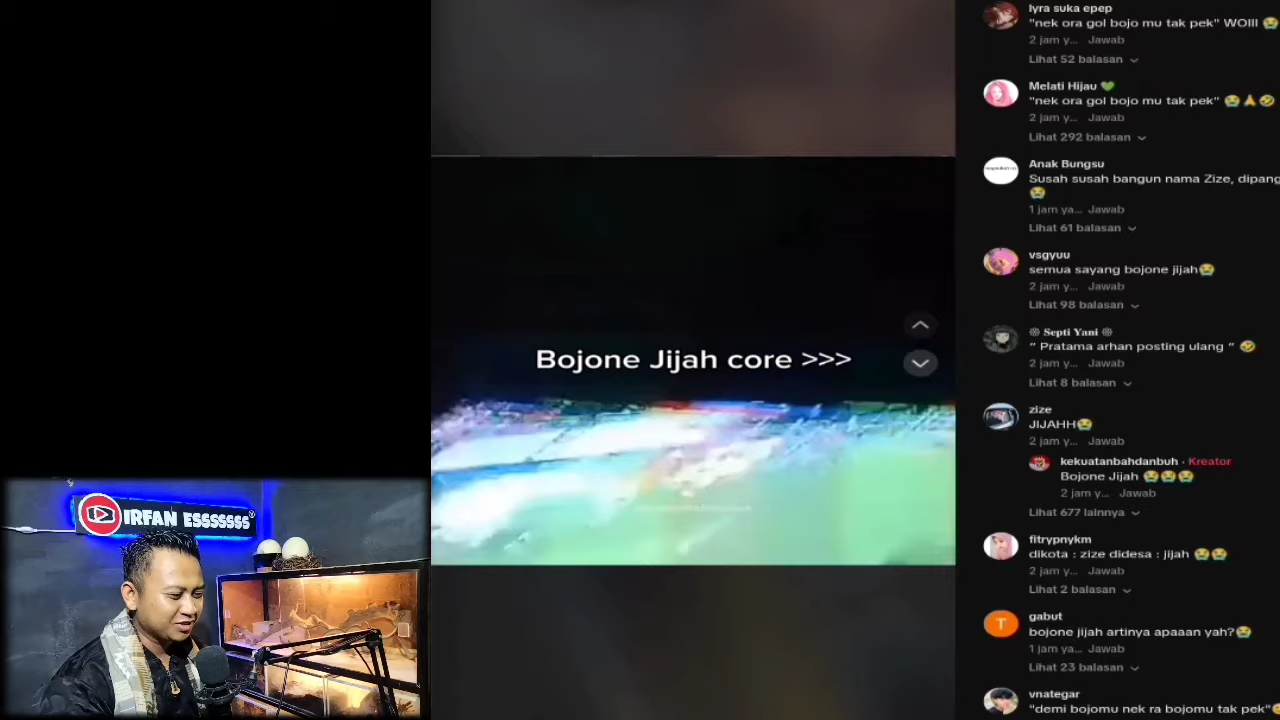 IRFAN ESSSSSSS
Bojone Jijah core >>>
lyra suka epep
"nek ora gol bojo mu tak pek" WOIII 😭
2 jam y... Jawab
Lihat 52 balasan
Melati Hijau 💚
"nek ora gol bojo mu tak pek" 😭🙏🤣
2 jam y... Jawab
Lihat 292 balasan
Anak Bungsu
Susah susah bangun nama Zize, dipang
😭
1 jam ya... Jawab
Lihat 61 balasan
vsgyuu
semua sayang bojone jijah😭
2 jam y... Jawab
Lihat 98 balasan
❁ Septi Yani ❁
" Pratama arhan posting ulang " 🤣
2 jam y... Jawab
Lihat 8 balasan
zize
JIJAHH😭
2 jam y... Jawab
kekuatanbahdanbuh · Kreator
Bojone Jijah 😭😭😭
2 jam y... Jawab
Lihat 677 lainnya
fitrypnykm
dikota : zize didesa : jijah 😭😭
2 jam y... Jawab
Lihat 2 balasan
T
gabut
bojone jijah artinya apaaan yah?😭
1 jam ya... Jawab
Lihat 23 balasan
vnategar
"demi bojomu nek ra bojomu tak pek"